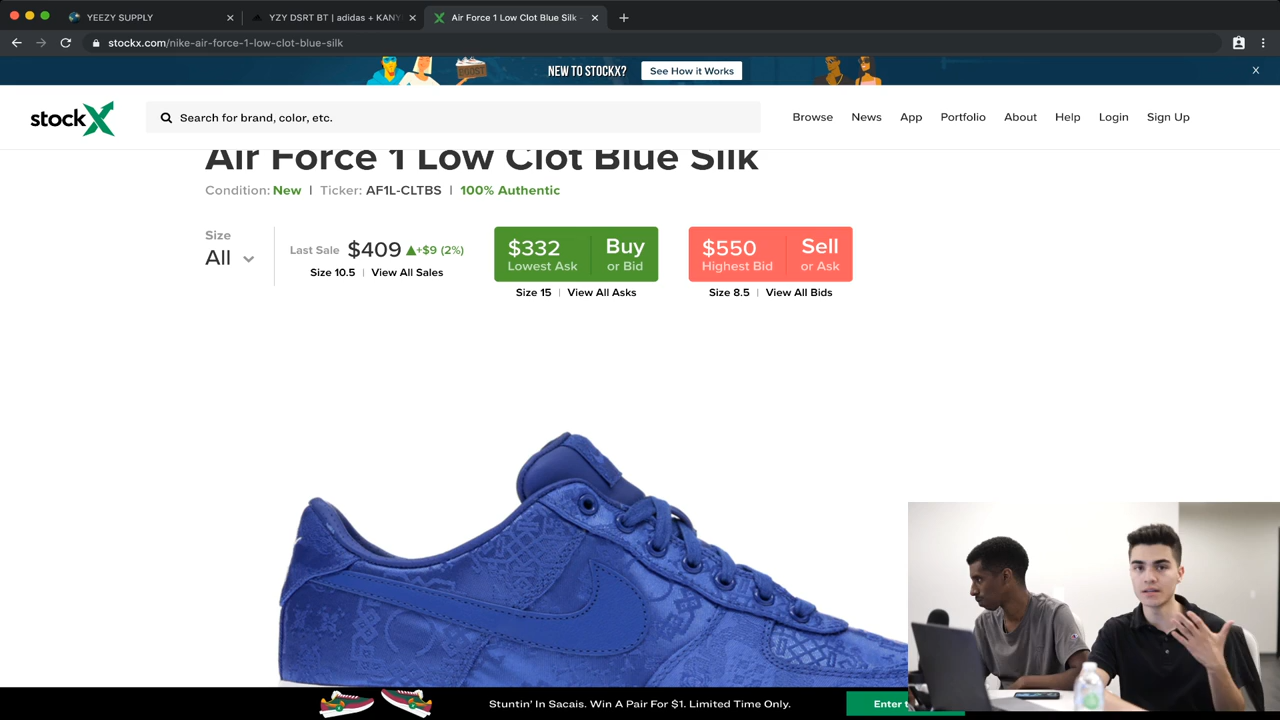 YEEZY SUPPLY
YZY DSRT BT | adidas + KANY
Air Force 1 Low Clot Blue Silk -
stockx.com/nike-air-force-1-low-clot-blue-silk
BOOST
NEW TO STOCKX?
See How it Works
X
stockX
Search for brand, color, etc.
Browse
News
App
Portfolio
About
Help
Login
Sign Up
Air Force 1 Low Clot Blue Silk
Condition: New | Ticker: AF1L-CLTBS | 100% Authentic
Size
All
Last Sale $409 ▲+$9 (2%)
Size 10.5 | View All Sales
$332 Buy
Lowest Ask or Bid
Size 15 | View All Asks
$550 Sell
Highest Bid or Ask
Size 8.5 | View All Bids
Stuntin' In Sacais. Win A Pair For $1. Limited Time Only.
Enter